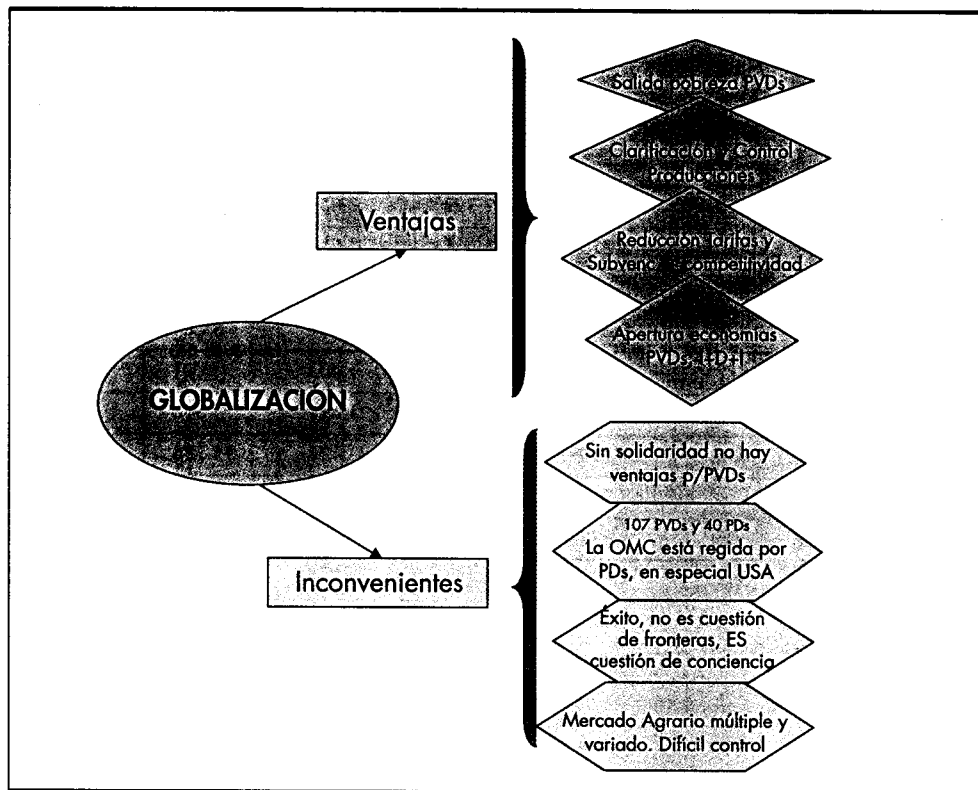 Salida pobreza PVDs
Clarificación y Control
Producciones
Ventajas
Reducción Tarifas y
competitividad
Apertura economías
PVDs. I+D+I
GLOBALIZACIÓN
Sin solidaridad no hay
ventajas p/PVDs
107 PVDs y 40 PDs
La OMC está regida por
PDs, en especial USA
Inconvenientes
Éxito, no es cuestión
de fronteras, ES
cuestión de conciencia
Mercado Agrario múltiple y
variado. Difícil control